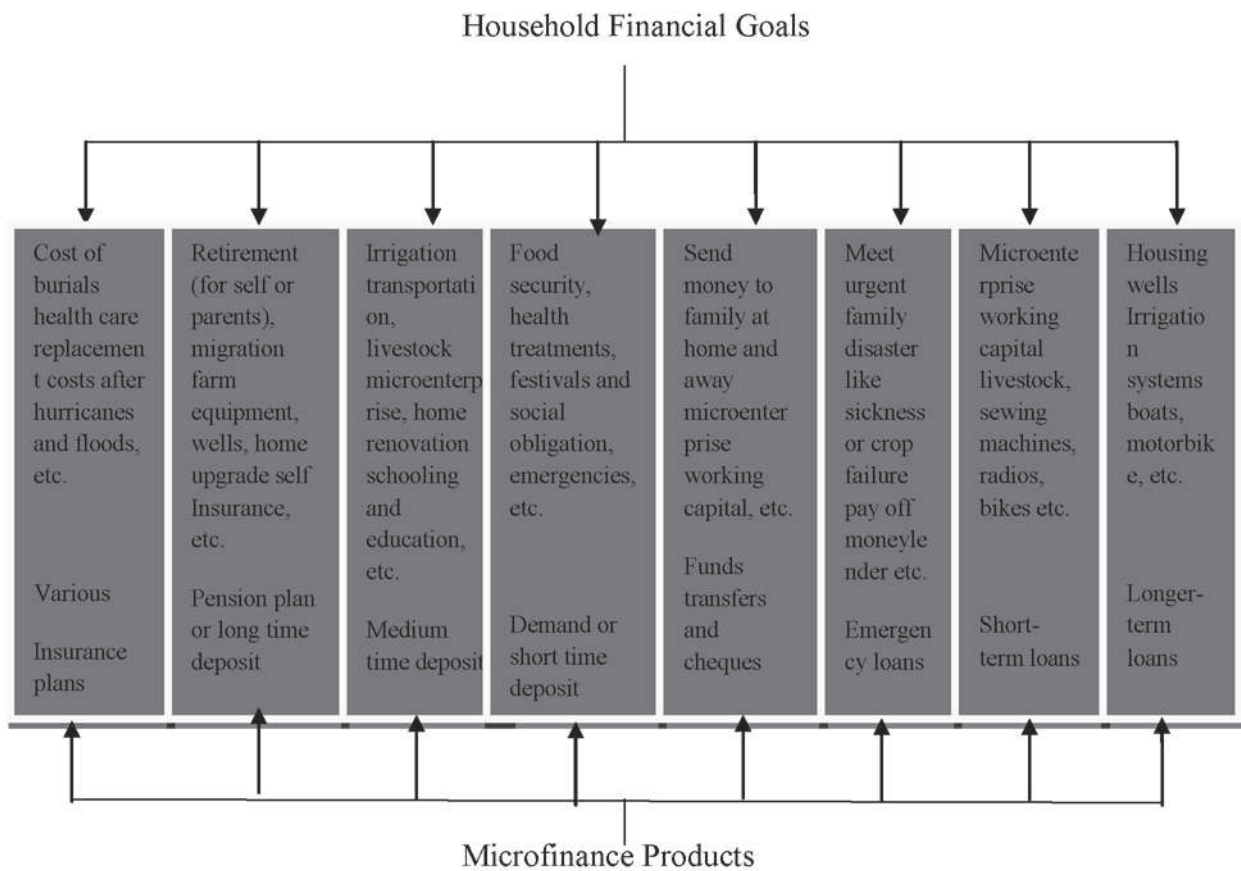 Household Financial Goals
Cost of
burials
health care
replacemen
t costs after
hurricanes
and floods,
etc.
Various
Insurance
plans
Retirement
(for self or
parents),
migration
farm
equipment,
wells, home
upgrade self
Insurance,
etc.
Pension plan
or long time
deposit
Irrigation
transportati
on,
livestock
microenterp
rise, home
renovation
schooling
and
education,
etc.
Medium
time deposit
Food
security,
health
treatments,
festivals and
social
obligation,
emergencies,
etc.
Demand or
short time
deposit
Send
money to
family at
home and
away
microenter
prise
working
capital, etc.
Funds
transfers
and
cheques
Meet
urgent
family
disaster
like
sickness
or crop
failure
pay off
moneyle
nder etc.
Emergen
cy loans
Microente
rprise
working
capital
livestock,
sewing
machines,
radios,
bikes etc.
Short-
term loans
Housing
wells
Irrigatio
n
systems
boats,
motorbik
e, etc.
Longer-
term
loans
Microfinance Products